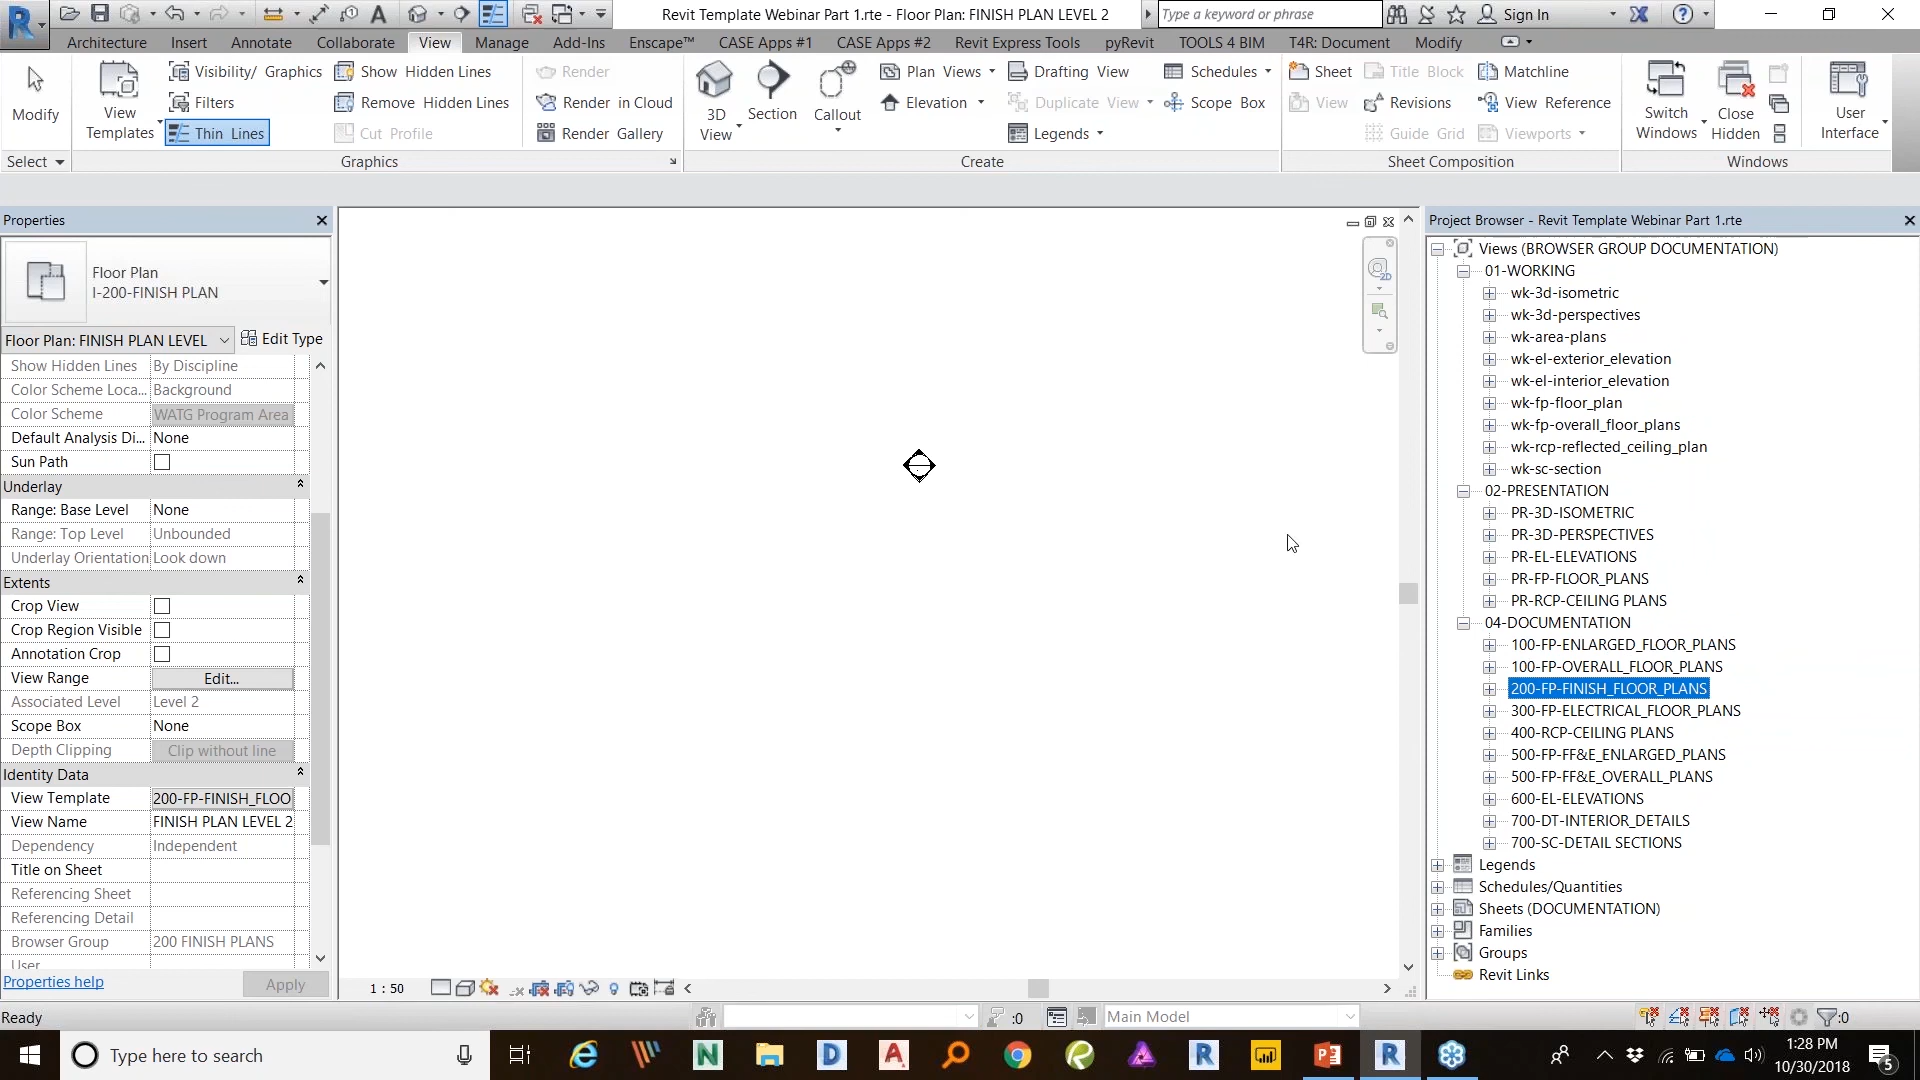 Revit Template Webinar Part 1.rte - Floor Plan: FINISH PLAN LEVEL 2
Type a keyword or phrase
Sign In
Architecture Insert Annotate Collaborate View Manage Add-Ins Enscape™ CASE Apps #1 CASE Apps #2 Revit Express Tools pyRevit TOOLS 4 BIM T4R: Document Modify
Modify
View Templates
Visibility/ Graphics
Filters
Thin Lines
Show Hidden Lines
Remove Hidden Lines
Cut Profile
Render
Render in Cloud
Render Gallery
3D View
Section
Callout
Plan Views
Elevation
Drafting View
Duplicate View
Legends
Schedules
Scope Box
Sheet
View
Title Block
Revisions
Guide Grid
Matchline
View Reference
Viewports
Switch Windows
Close Hidden
User Interface
Select Graphics Create Sheet Composition Windows
Properties
Floor Plan
I-200-FINISH PLAN
Floor Plan: FINISH PLAN LEVEL
Edit Type
Show Hidden Lines By Discipline
Color Scheme Loca... Background
Color Scheme WATG Program Area
Default Analysis Di... None
Sun Path
Underlay
Range: Base Level None
Range: Top Level Unbounded
Underlay Orientation Look down
Extents
Crop View
Crop Region Visible
Annotation Crop
View Range Edit...
Associated Level Level 2
Scope Box None
Depth Clipping Clip without line
Identity Data
View Template 200-FP-FINISH_FLOO
View Name FINISH PLAN LEVEL 2
Dependency Independent
Title on Sheet
Referencing Sheet
Referencing Detail
Browser Group 200 FINISH PLANS
User
Properties help
Apply
2D
1 : 50
Project Browser - Revit Template Webinar Part 1.rte
Views (BROWSER GROUP DOCUMENTATION)
01-WORKING
wk-3d-isometric
wk-3d-perspectives
wk-area-plans
wk-el-exterior_elevation
wk-el-interior_elevation
wk-fp-floor_plan
wk-fp-overall_floor_plans
wk-rcp-reflected_ceiling_plan
wk-sc-section
02-PRESENTATION
PR-3D-ISOMETRIC
PR-3D-PERSPECTIVES
PR-EL-ELEVATIONS
PR-FP-FLOOR_PLANS
PR-RCP-CEILING PLANS
04-DOCUMENTATION
100-FP-ENLARGED_FLOOR_PLANS
100-FP-OVERALL_FLOOR_PLANS
200-FP-FINISH_FLOOR_PLANS
300-FP-ELECTRICAL_FLOOR_PLANS
400-RCP-CEILING PLANS
500-FP-FF&E_ENLARGED_PLANS
500-FP-FF&E_OVERALL_PLANS
600-EL-ELEVATIONS
700-DT-INTERIOR_DETAILS
700-SC-DETAIL SECTIONS
Legends
Schedules/Quantities
Sheets (DOCUMENTATION)
Families
Groups
Revit Links
Ready
:0
Main Model
:0
Type here to search
1:28 PM
10/30/2018
5